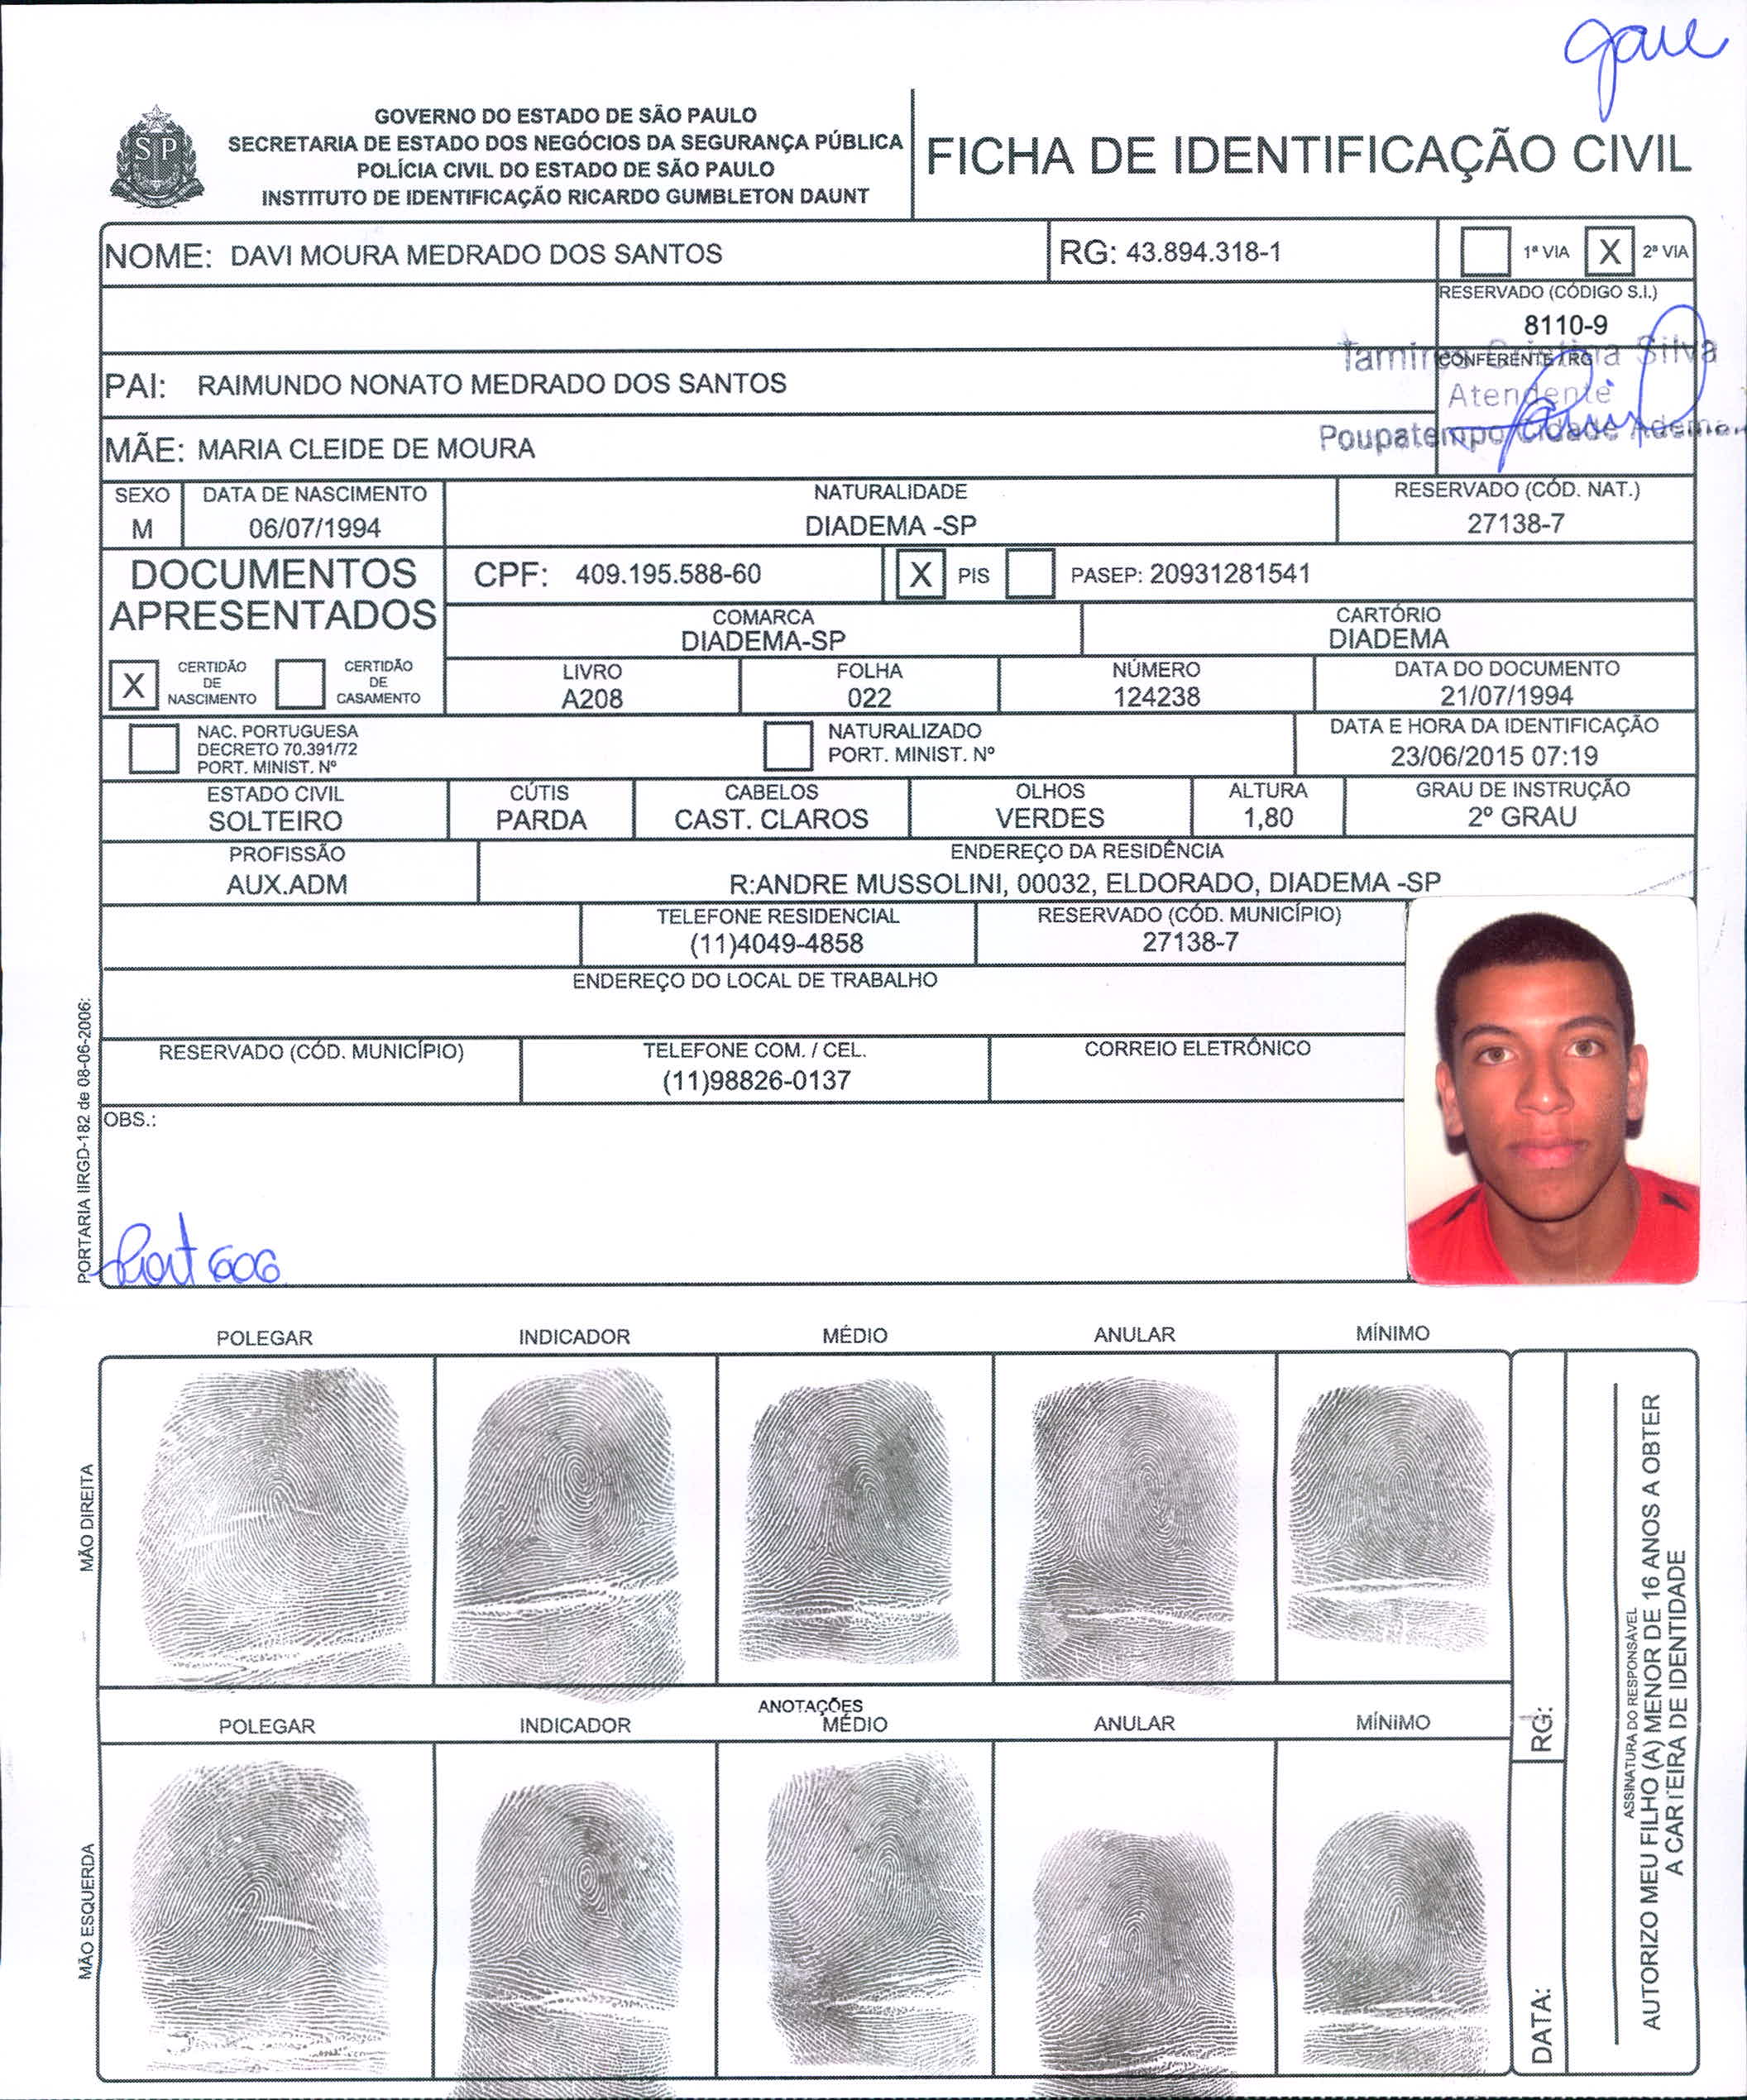 gare
GOVERNO DO ESTADO DE SÃO PAULO
SECRETARIA DE ESTADO DOS NEGÓCIOS DA SEGURANÇA PÚBLICA
POLÍCIA CIVIL DO ESTADO DE SÃO PAULO
INSTITUTO DE IDENTIFICAÇÃO RICARDO GUMBLETON DAUNT
SP
FICHA DE IDENTIFICAÇÃO CIVIL
NOME: DAVI MOURA MEDRADO DOS SANTOS
RG: 43.894.318-1
1ª VIA X 2ª VIA
RESERVADO (CÓDIGO S.I.)
8110-9
CONFERENTE / RG
Tamires Cristina Silva
Atendente
Poupatempo Cidade Ademar
PAI: RAIMUNDO NONATO MEDRADO DOS SANTOS
MÃE: MARIA CLEIDE DE MOURA
SEXO
M
DATA DE NASCIMENTO
06/07/1994
NATURALIDADE
DIADEMA -SP
RESERVADO (CÓD. NAT.)
27138-7
DOCUMENTOS
APRESENTADOS
CPF: 409.195.588-60
X PIS PASEP: 20931281541
COMARCA
DIADEMA-SP
CARTÓRIO
DIADEMA
X CERTIDÃO
DE
NASCIMENTO
CERTIDÃO
DE
CASAMENTO
LIVRO
A208
FOLHA
022
NÚMERO
124238
DATA DO DOCUMENTO
21/07/1994
NAC. PORTUGUESA
DECRETO 70.391/72
PORT. MINIST. Nº
NATURALIZADO
PORT. MINIST. Nº
DATA E HORA DA IDENTIFICAÇÃO
23/06/2015 07:19
ESTADO CIVIL
SOLTEIRO
CÚTIS
PARDA
CABELOS
CAST. CLAROS
OLHOS
VERDES
ALTURA
1,80
GRAU DE INSTRUÇÃO
2º GRAU
PROFISSÃO
AUX.ADM
ENDEREÇO DA RESIDÊNCIA
R:ANDRE MUSSOLINI, 00032, ELDORADO, DIADEMA -SP
TELEFONE RESIDENCIAL
(11)4049-4858
RESERVADO (CÓD. MUNICÍPIO)
27138-7
ENDEREÇO DO LOCAL DE TRABALHO
RESERVADO (CÓD. MUNICÍPIO)
TELEFONE COM. / CEL.
(11)98826-0137
CORREIO ELETRÔNICO
OBS.:
PORTARIA IIRGD-182 de 08-06-2006:
Port 606
POLEGAR INDICADOR MÉDIO ANULAR MÍNIMO
MÃO DIREITA
ANOTAÇÕES
POLEGAR INDICADOR MÉDIO ANULAR MÍNIMO
MÃO ESQUERDA
RG:
DATA:
ASSINATURA DO RESPONSÁVEL
AUTORIZO MEU FILHO (A) MENOR DE 16 ANOS A OBTER
A CARTEIRA DE IDENTIDADE